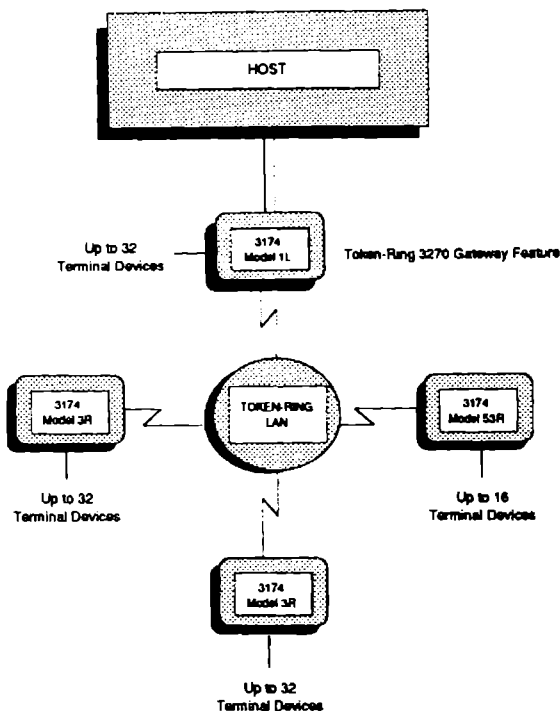 HOST
Up to 32
Terminal Devices
3174
Model 1L
Token-Ring 3270 Gateway Feature
3174
Model 3R
TOKEN-RING
LAN
3174
Model 53R
Up to 32
Terminal Devices
Up to 16
Terminal Devices
3174
Model 3R
Up to 32
Terminal Devices